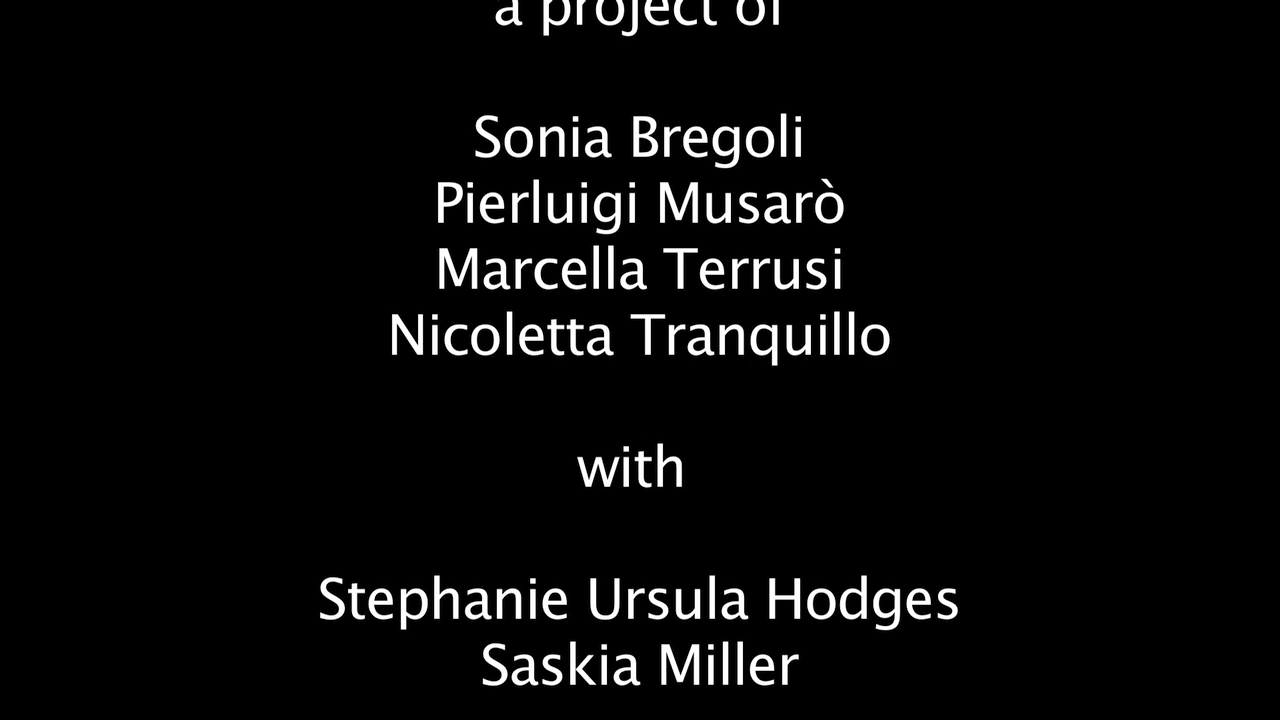 a project of
Sonia Bregoli
Pierluigi Musarò
Marcella Terrusi
Nicoletta Tranquillo
with
Stephanie Ursula Hodges
Saskia Miller